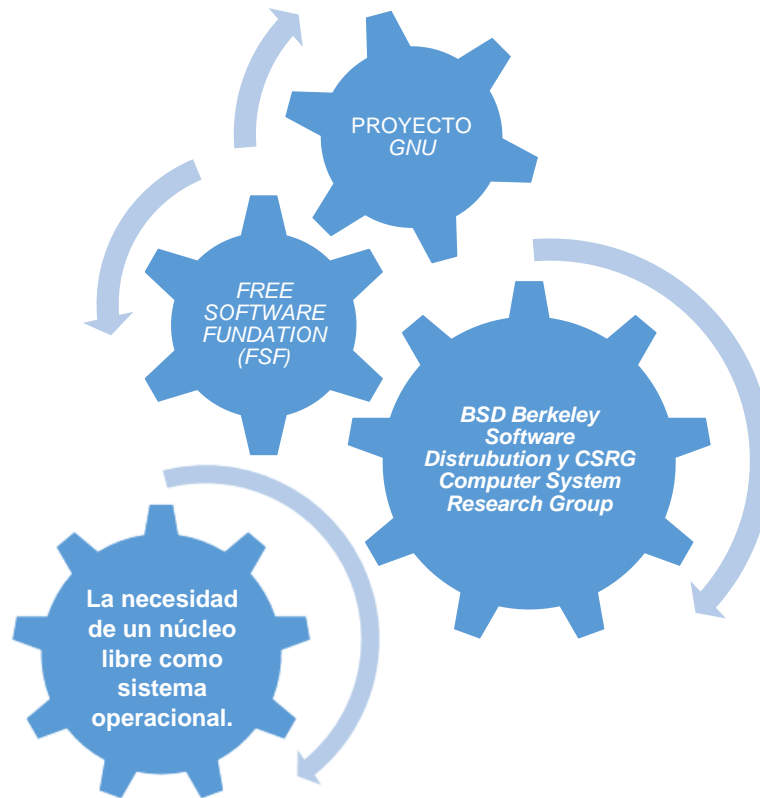 PROYECTO
GNU
FREE
SOFTWARE
FUNDATION
(FSF)
BSD Berkeley
Software
Distrubution y CSRG
Computer System
Research Group
La necesidad
de un núcleo
libre como
sistema
operacional.